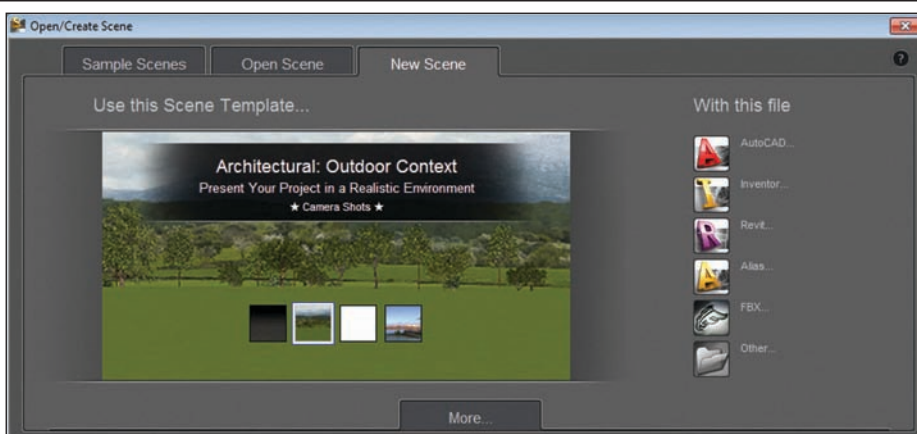 Open/Create Scene
Sample Scenes
Open Scene
New Scene
?
Use this Scene Template...
With this file
Architectural: Outdoor Context
Present Your Project in a Realistic Environment
★ Camera Shots ★
AutoCAD...
Inventor...
Revit...
Alias...
FBX...
Other...
More...